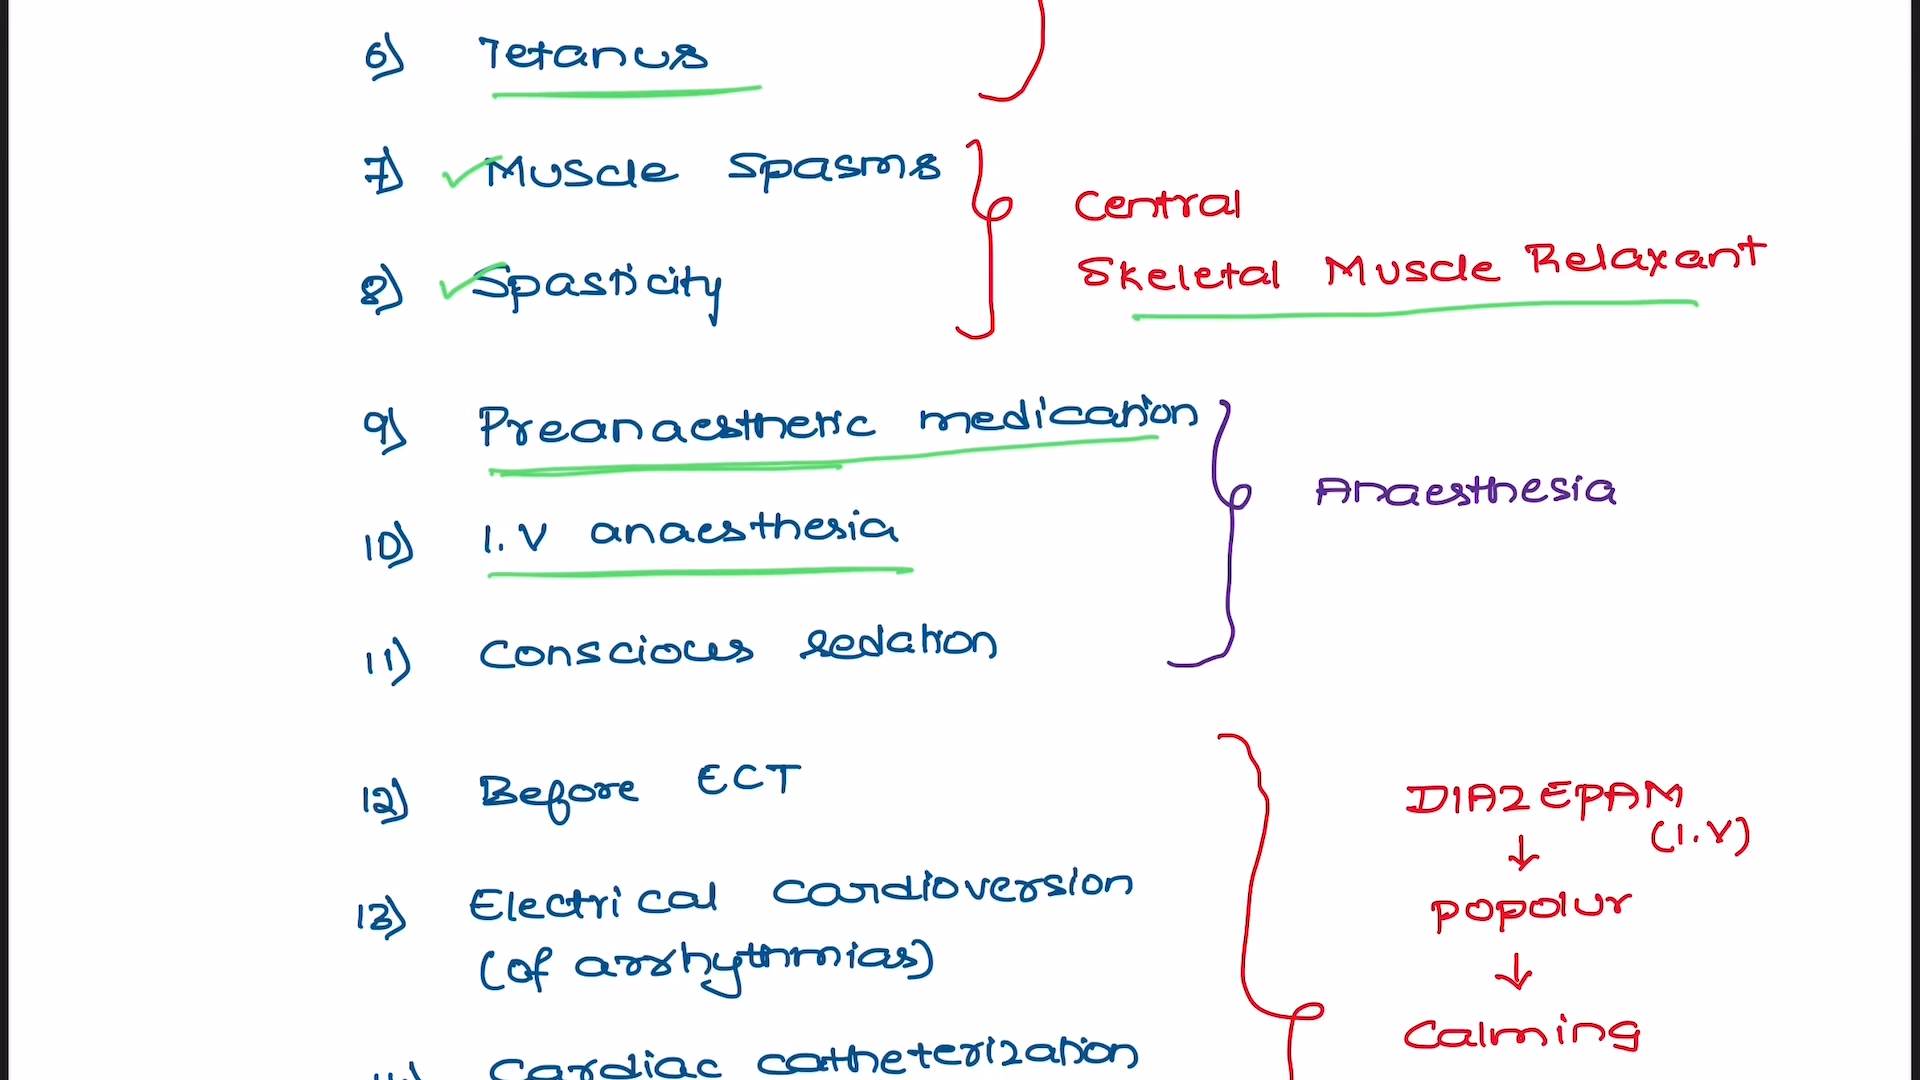 6) Tetanus
7) Muscle Spasms
8) Spasticity
Central
Skeletal Muscle Relaxant
9) Preanaesthetic medication
10) I.V anaesthesia
11) Conscious sedation
Anaesthesia
12) Before ECT
13) Electrical cardioversion
(of arrhythmias)
14) Cardiac catheterization
DIAZEPAM
(I.V)
↓
popolur
↓
Calming